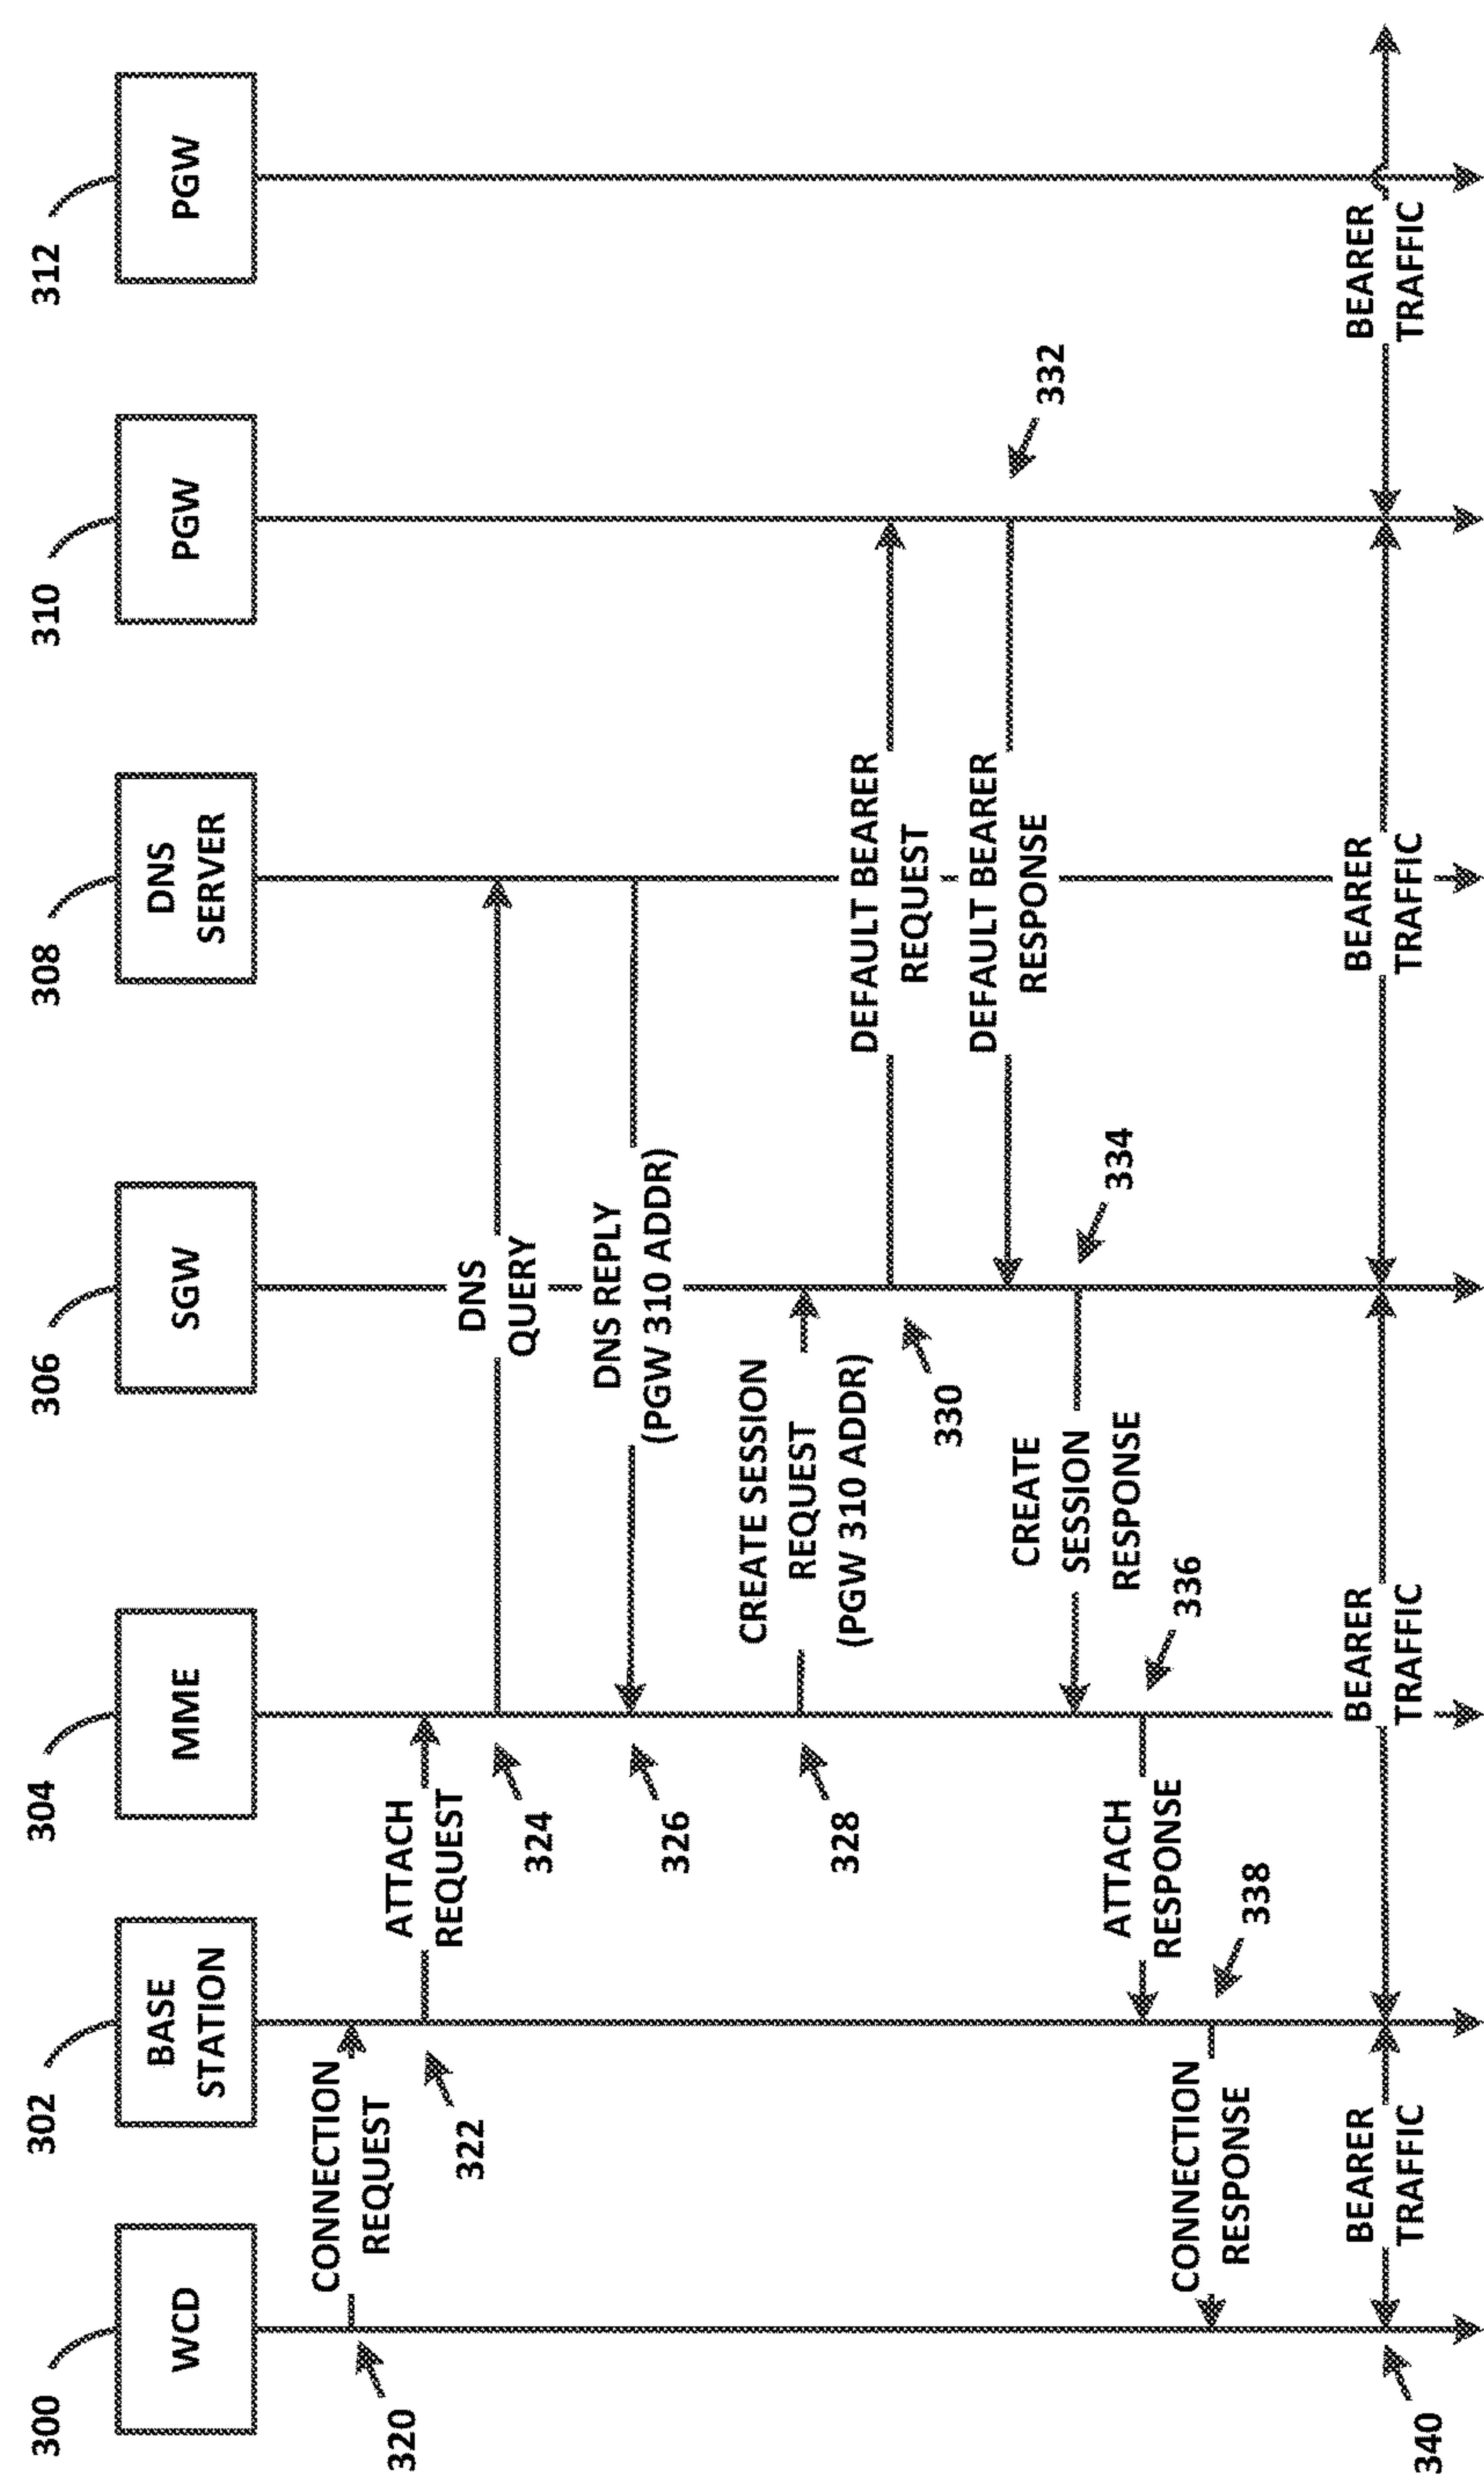 300
302
304
306
308
310
312
WCD
BASE
STATION
MME
SGW
DNS
SERVER
PGW
PGW
320
CONNECTION
REQUEST
322
ATTACH
REQUEST
324
DNS
QUERY
326
DNS REPLY
(PGW 310 ADDR)
328
CREATE SESSION
REQUEST
(PGW 310 ADDR)
330
DEFAULT BEARER
REQUEST
332
DEFAULT BEARER
RESPONSE
334
CREATE
SESSION
RESPONSE
336
ATTACH
RESPONSE
338
CONNECTION
RESPONSE
340
BEARER
TRAFFIC
BEARER
TRAFFIC
BEARER
TRAFFIC
BEARER
TRAFFIC